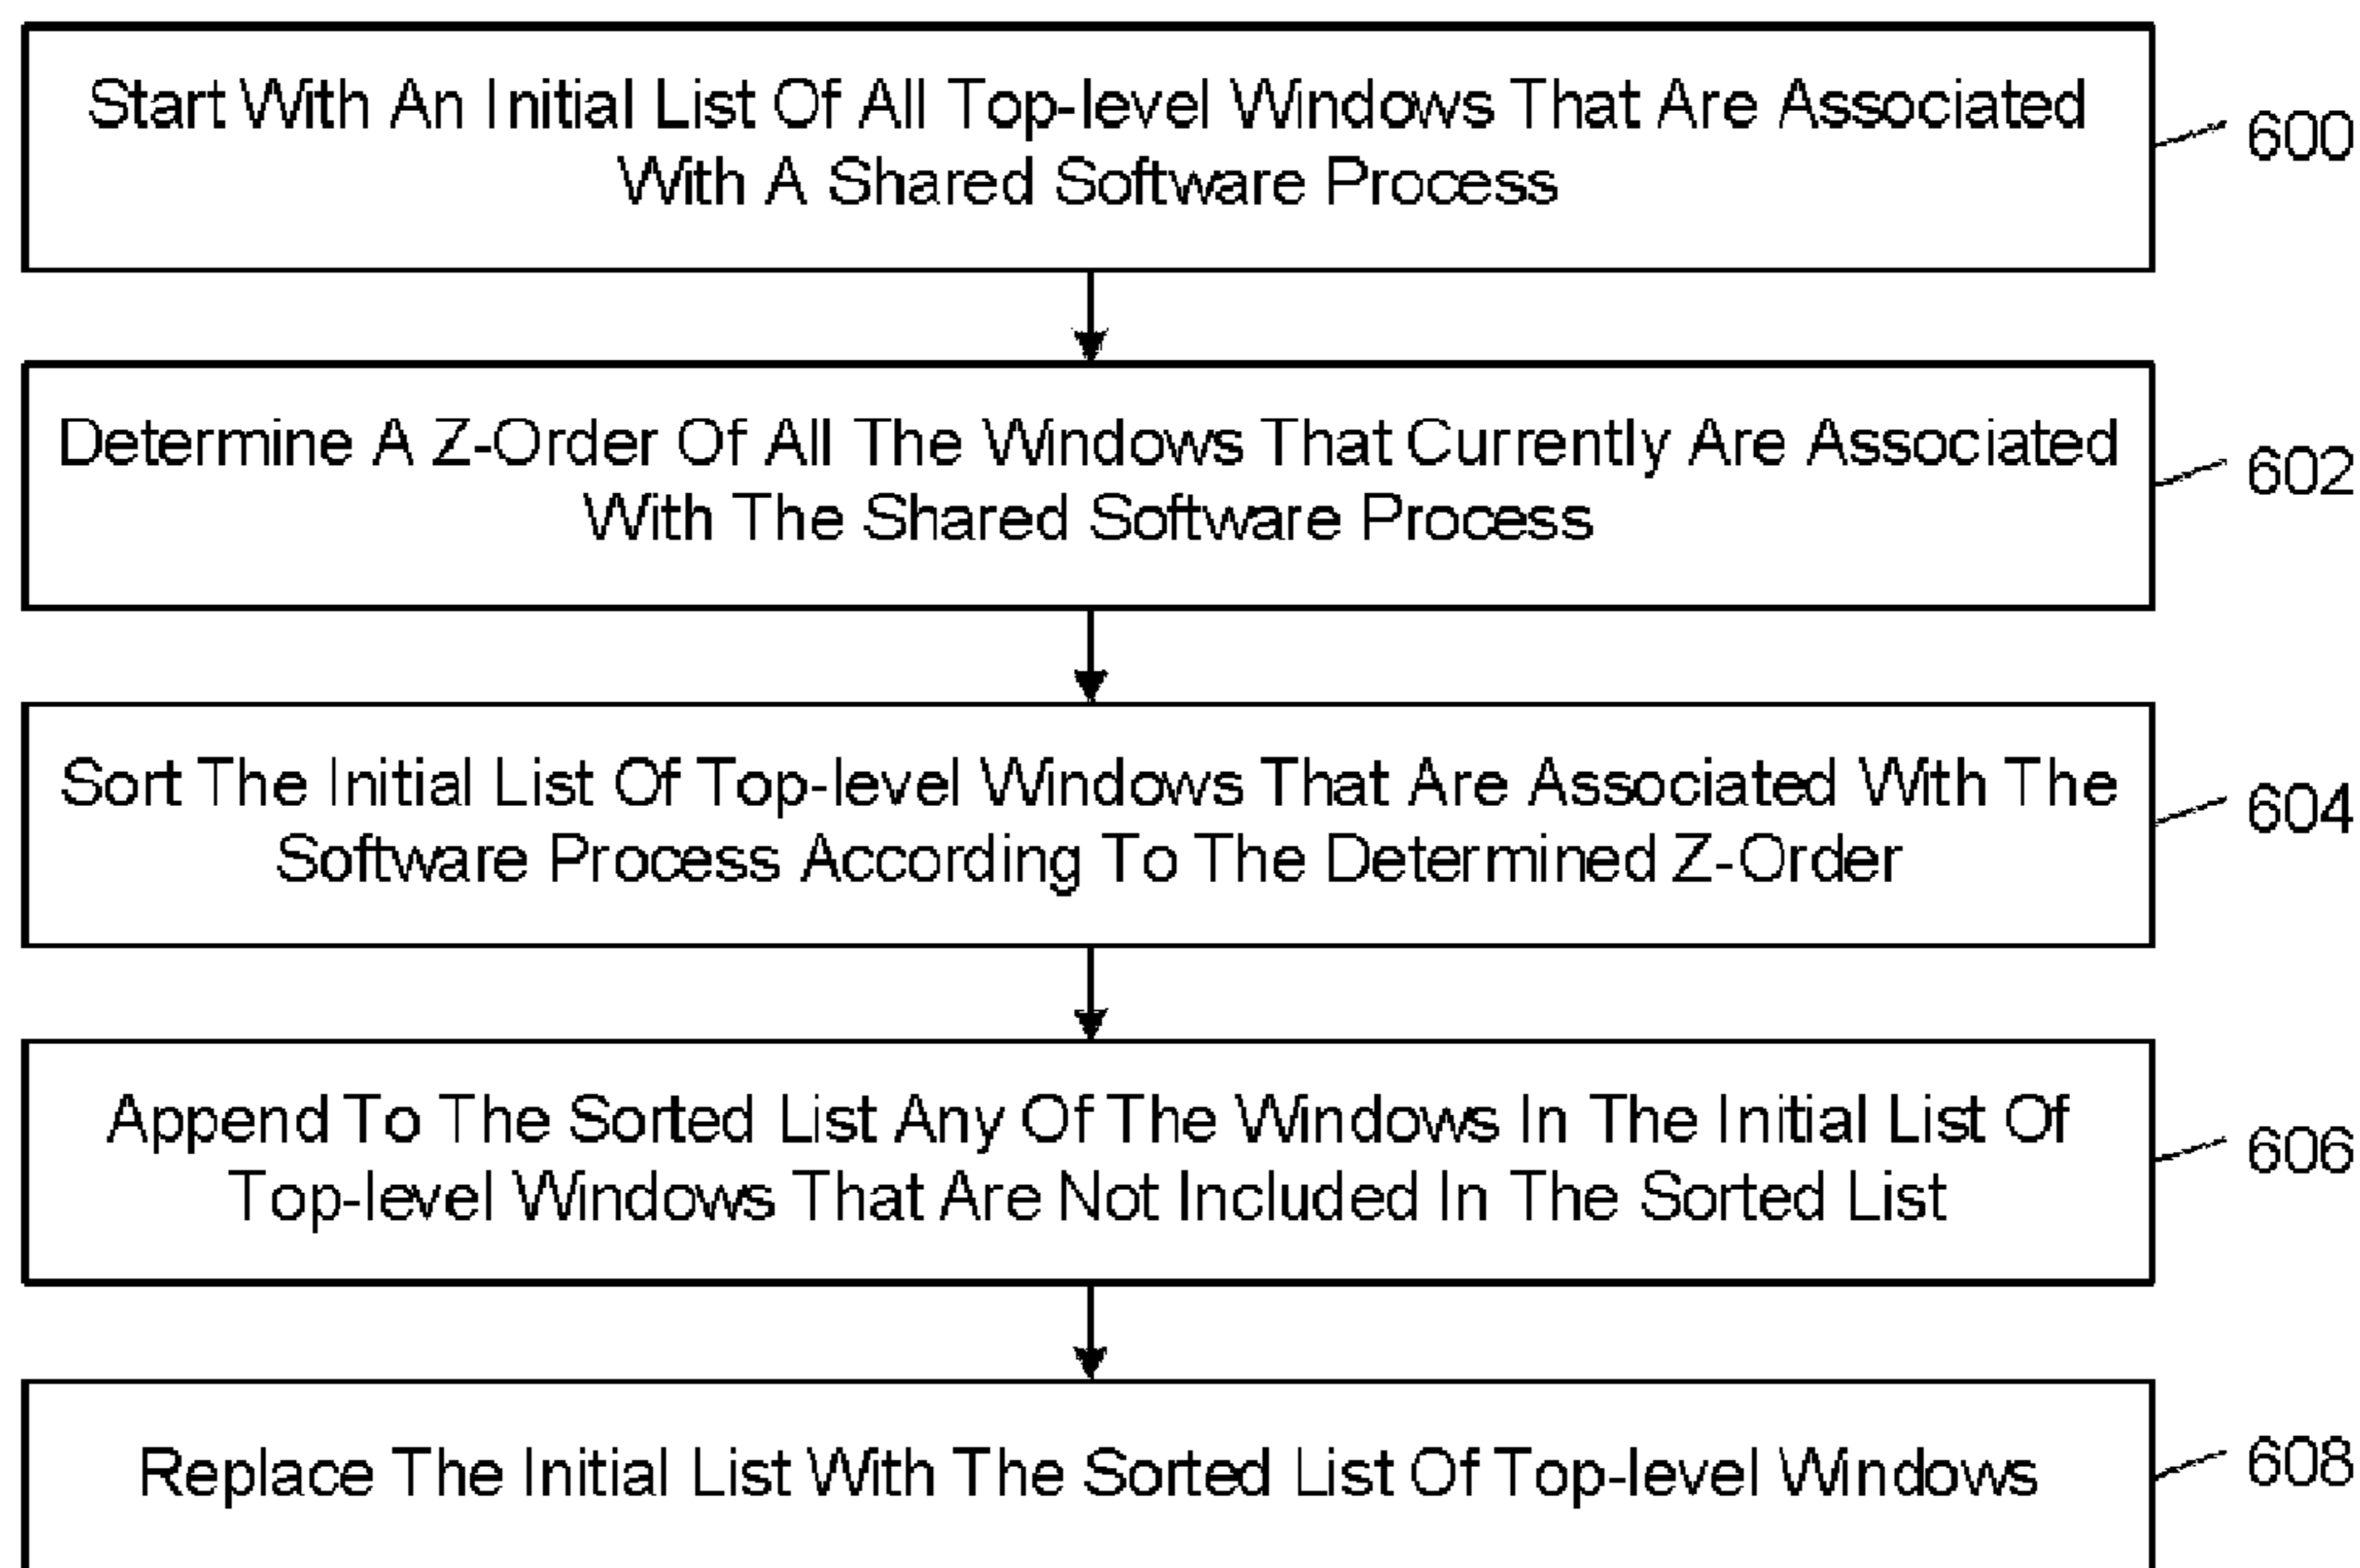 Start With An Initial List Of All Top-level Windows That Are Associated
With A Shared Software Process
600
Determine A Z-Order Of All The Windows That Currently Are Associated
With The Shared Software Process
602
Sort The Initial List Of Top-level Windows That Are Associated With The
Software Process According To The Determined Z-Order
604
Append To The Sorted List Any Of The Windows In The Initial List Of
Top-level Windows That Are Not Included In The Sorted List
606
Replace The Initial List With The Sorted List Of Top-level Windows
608